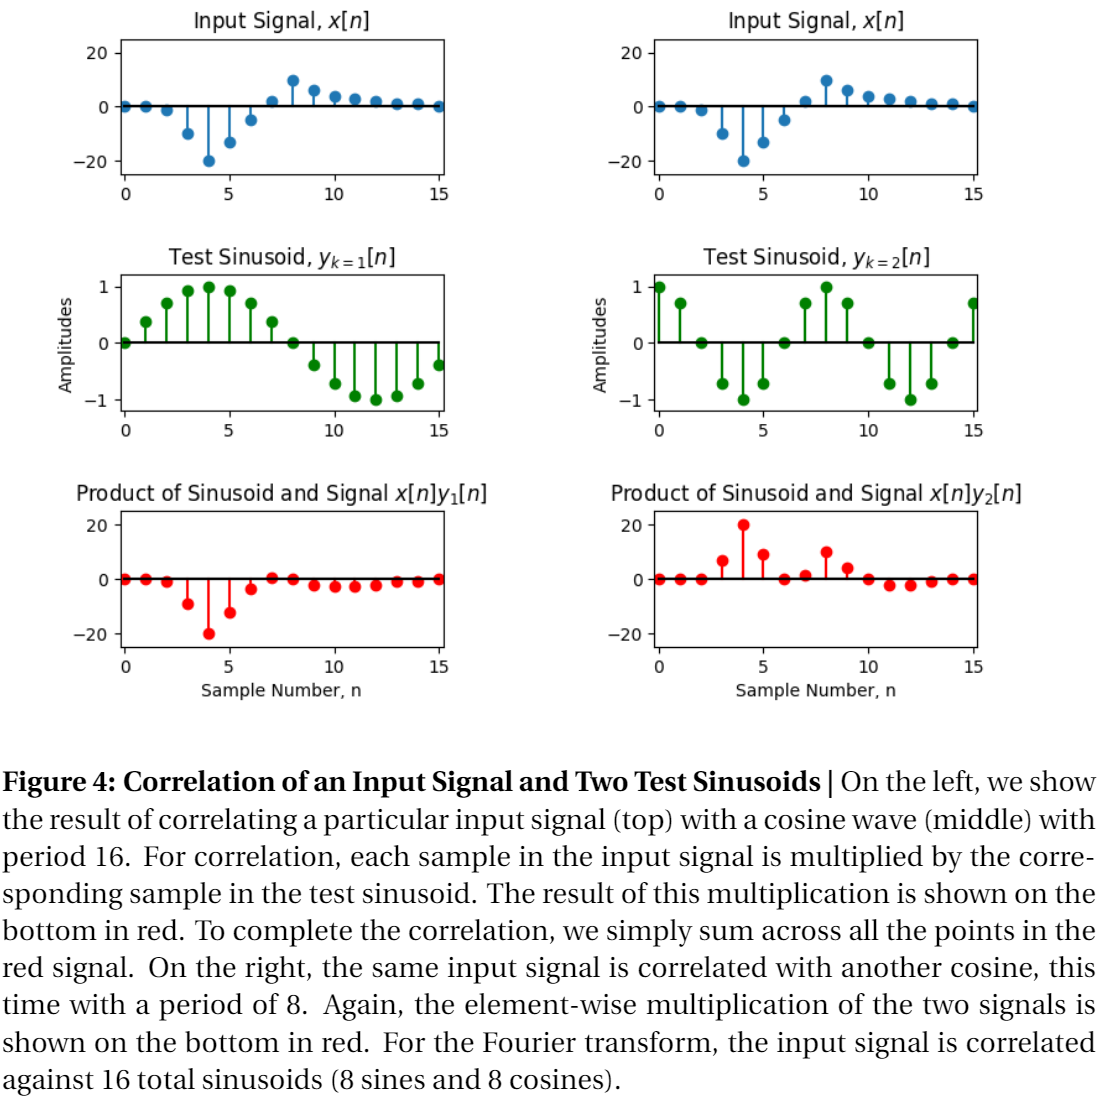 Input Signal, x[n]
Input Signal, x[n]
20
0
−20
0 5 10 15
20
0
−20
0 5 10 15
Test Sinusoid, yk=1[n]
Test Sinusoid, yk=2[n]
Amplitudes
1
0
−1
0 5 10 15
Amplitudes
1
0
−1
0 5 10 15
Product of Sinusoid and Signal x[n]y1[n]
Product of Sinusoid and Signal x[n]y2[n]
20
0
−20
0 5 10 15
Sample Number, n
20
0
−20
0 5 10 15
Sample Number, n
Figure 4: Correlation of an Input Signal and Two Test Sinusoids | On the left, we show
the result of correlating a particular input signal (top) with a cosine wave (middle) with
period 16. For correlation, each sample in the input signal is multiplied by the corre-
sponding sample in the test sinusoid. The result of this multiplication is shown on the
bottom in red. To complete the correlation, we simply sum across all the points in the
red signal. On the right, the same input signal is correlated with another cosine, this
time with a period of 8. Again, the element-wise multiplication of the two signals is
shown on the bottom in red. For the Fourier transform, the input signal is correlated
against 16 total sinusoids (8 sines and 8 cosines).